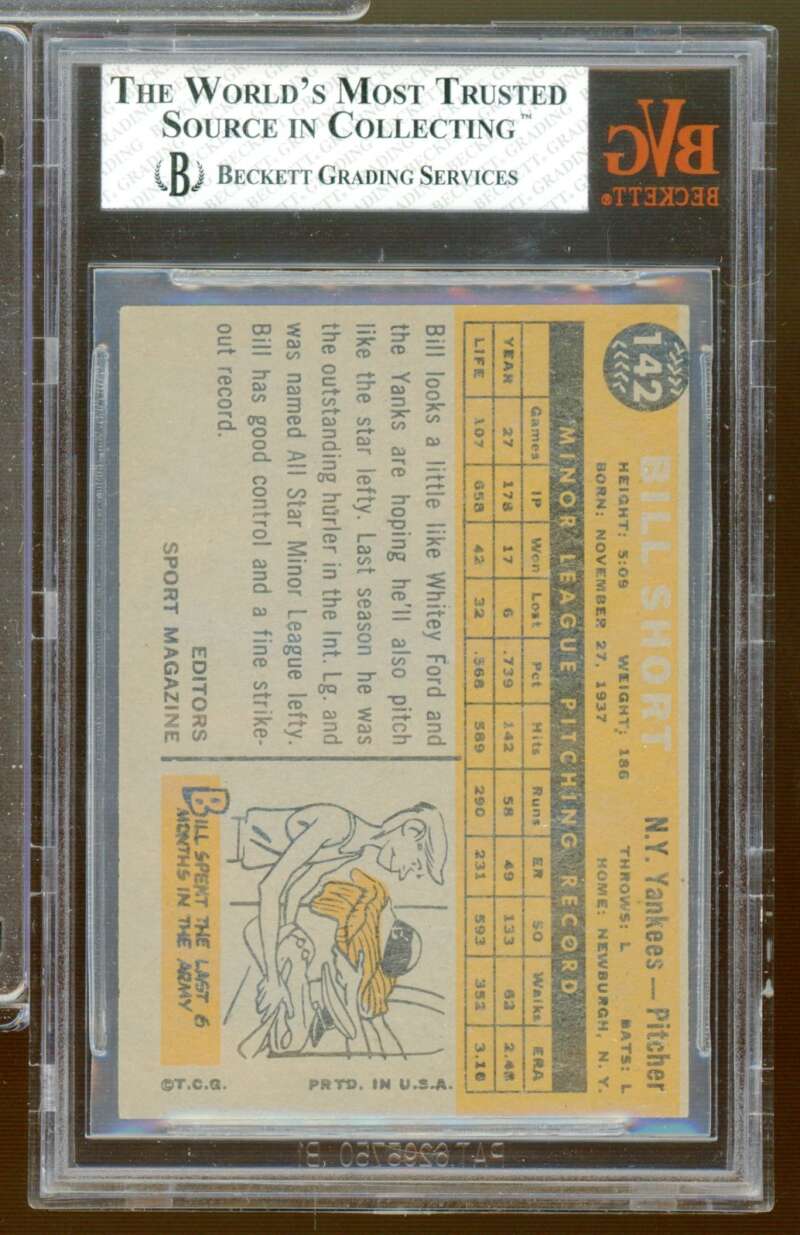 THE WORLD'S MOST TRUSTED
SOURCE IN COLLECTING™
B BECKETT GRADING SERVICES
BVG
BECKETT®
142
BILL SHORT N.Y. Yankees — Pitcher
HEIGHT: 5:09 WEIGHT: 186 THROWS: L BATS: L
BORN: NOVEMBER 27, 1937 HOME: NEWBURGH, N. Y.
MINOR LEAGUE PITCHING RECORD
Games IP Won Lost Pct Hits Runs ER SO Walks ERA
YEAR 27 178 17 6 .739 142 58 49 133 62 2.48
LIFE 107 658 42 32 .568 589 290 231 593 352 3.16
Bill looks a little like Whitey Ford and
the Yanks are hoping he'll also pitch
like the star lefty. Last season he was
the outstanding hurler in the Int. Lg. and
was named All Star Minor League lefty.
Bill has good control and a fine strike-
out record.
EDITORS
SPORT MAGAZINE
BILL SPENT THE LAST 6
MONTHS IN THE ARMY
©T.C.G. PRTD. IN U.S.A.
PAT.6265750 B1